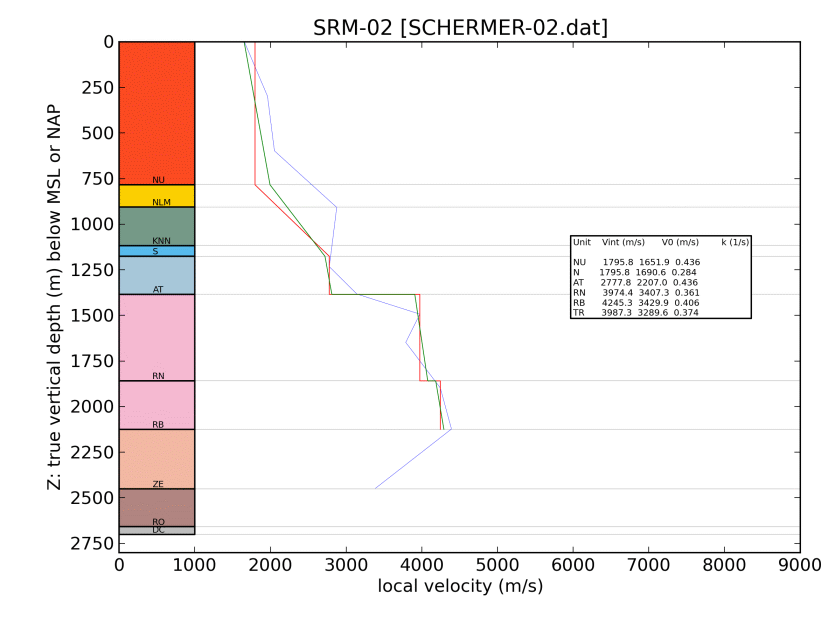 SRM-02 [SCHERMER-02.dat]
Z: true vertical depth (m) below MSL or NAP
0
250
500
750
1000
1250
1500
1750
2000
2250
2500
2750
NU
NLM
KNN
S
AT
RN
RB
ZE
RO
DC
Unit Vint (m/s) V0 (m/s) k (1/s)
NU 1795.8 1651.9 0.436
N 1795.8 1690.6 0.284
AT 2777.8 2207.0 0.436
RN 3974.4 3407.3 0.361
RB 4245.3 3429.9 0.406
TR 3987.3 3289.6 0.374
0 1000 2000 3000 4000 5000 6000 7000 8000 9000
local velocity (m/s)